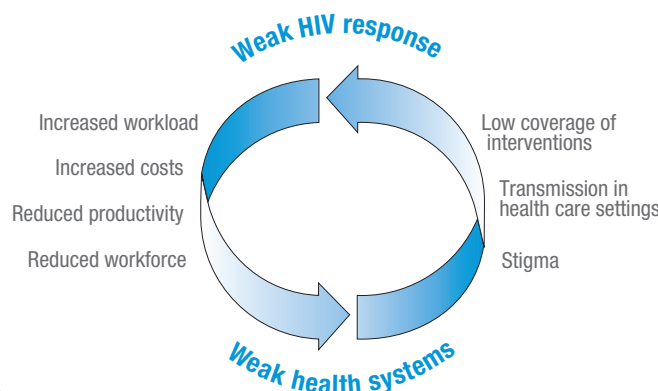 Weak HIV response
Increased workload
Increased costs
Reduced productivity
Reduced workforce
Low coverage of
interventions
Transmission in
health care settings
Stigma
Weak health systems